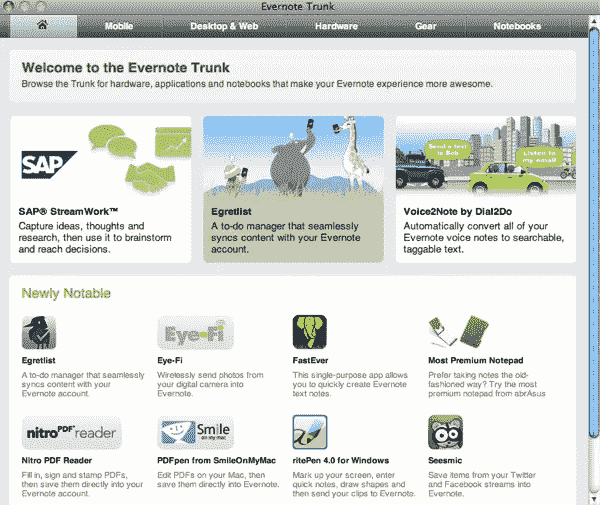 Evernote Trunk
Mobile Desktop & Web Hardware Gear Notebooks
Welcome to the Evernote Trunk
Browse the Trunk for hardware, applications and notebooks that make your Evernote experience more awesome.
SAP
Send a text to Bob
Listen to my email
SAP® StreamWork™
Capture ideas, thoughts and
research, then use it to brainstorm
and reach decisions.
Egretlist
A to-do manager that seamlessly
syncs content with your Evernote
account.
Voice2Note by Dial2Do
Automatically convert all of your
Evernote voice notes to searchable,
taggable text.
Newly Notable
Eye-Fi
Egretlist
A to-do manager that seamlessly
syncs content with your
Evernote account.
Eye-Fi
Wirelessly send photos from
your digital camera into
Evernote.
FastEver
This single-purpose app allows
you to quickly create Evernote
text notes.
Most Premium Notepad
Prefer taking notes the old-
fashioned way? Try the most
premium notepad from abrAsus
nitro PDF reader
Smile
on my mac
Nitro PDF Reader
Fill in, sign and stamp PDFs,
then save them directly into your
Evernote account.
PDFpen from SmileOnMyMac
Edit PDFs on your Mac, then
save them directly into Evernote.
ritePen 4.0 for Windows
Mark up your screen, enter
quick notes, draw shapes and
then send your clips to Evernote.
Seesmic
Save items from your Twitter
and Facebook streams into
Evernote.